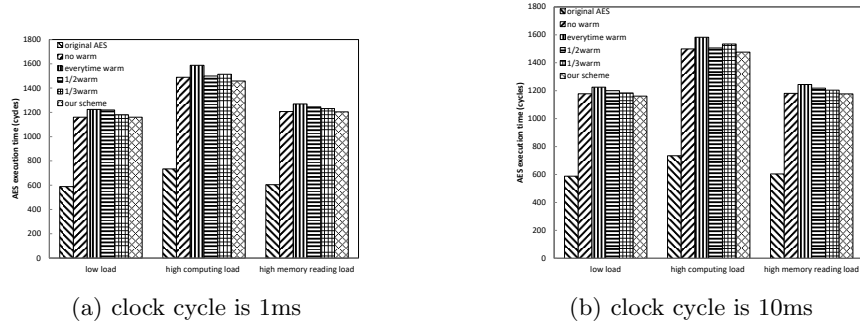 AES execution time (cycles)
1800
1600
1400
1200
1000
800
600
400
200
0
original AES
no warm
everytime warm
1/2warm
1/3warm
our scheme
low load
high computing load
high memory reading load
(a) clock cycle is 1ms
AES execution time (cycles)
1800
1600
1400
1200
1000
800
600
400
200
0
original AES
no warm
everytime warm
1/2warm
1/3warm
our scheme
low load
high computing load
high memory reading load
(b) clock cycle is 10ms